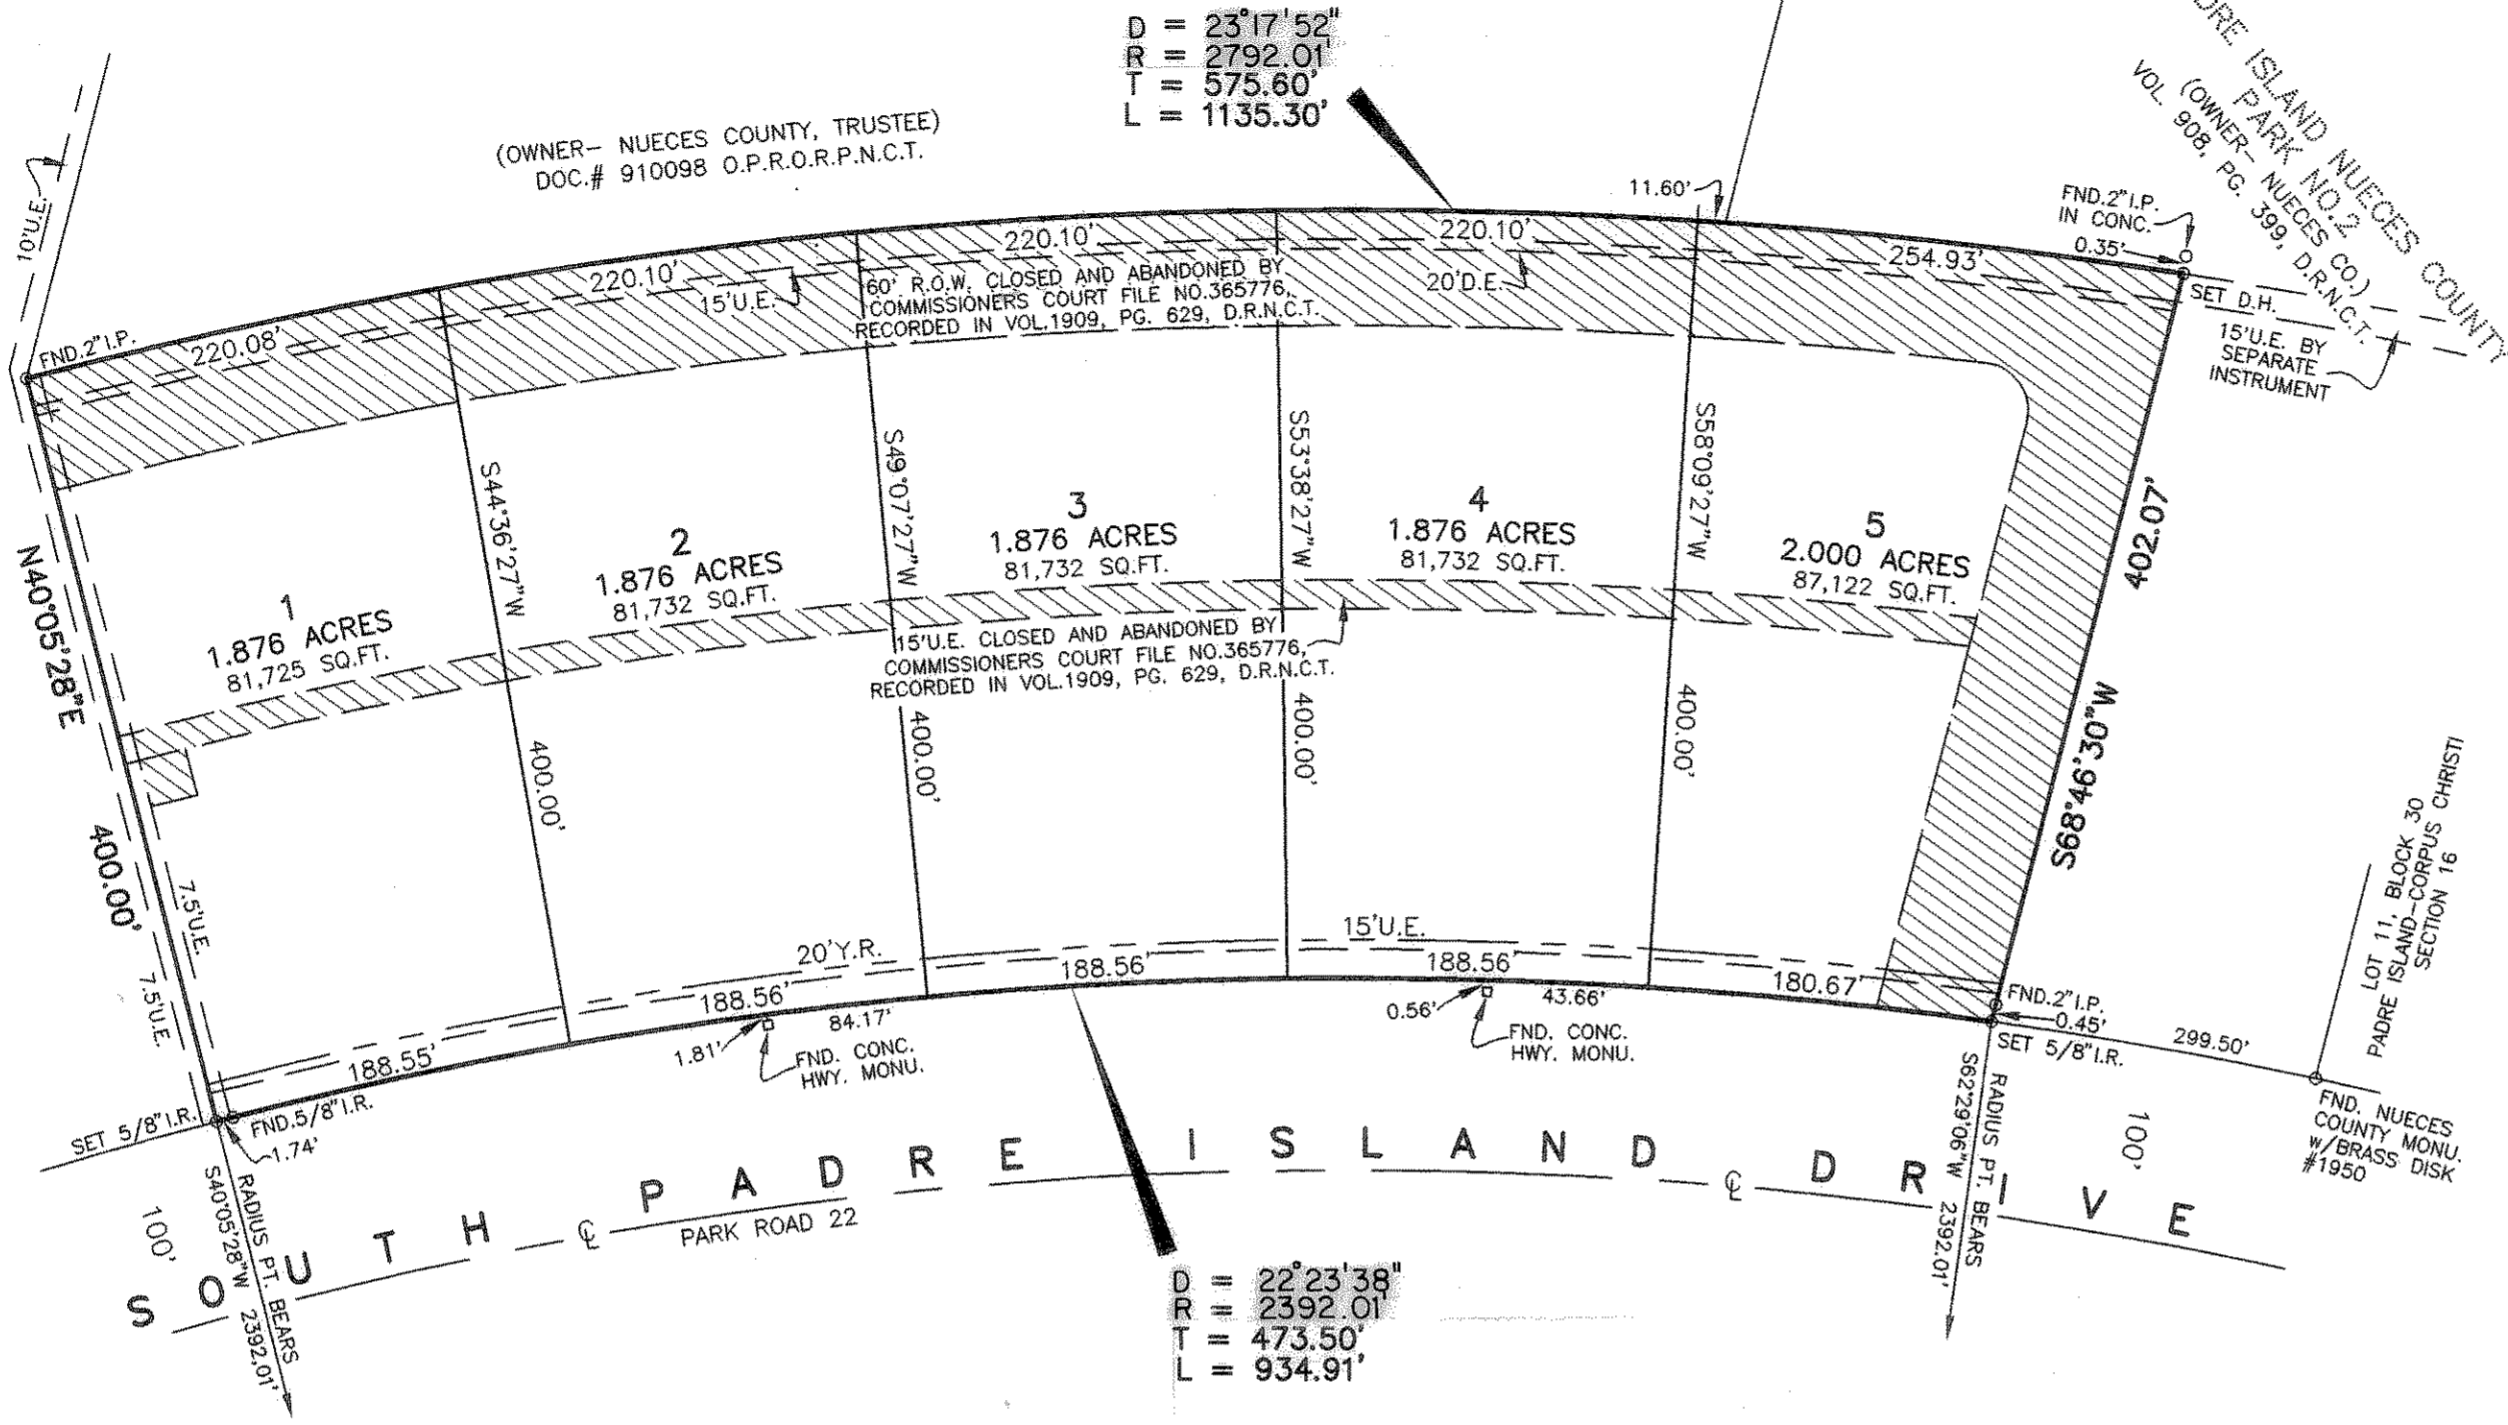 D = 23°17'52"
R = 2792.01'
T = 575.60'
L = 1135.30'
(OWNER- NUECES COUNTY, TRUSTEE)
DOC.# 910098 O.P.R.O.R.P.N.C.T.
ISLAND NUECES COUNTY
PARK NO.2
(OWNER- NUECES CO.)
VOL. 908, PG. 399, D.R.N.C.T.
10'U.E.
11.60'
FND.2"I.P.
IN CONC.
0.35'
FND.2"I.P.
220.08'
220.10'
220.10'
220.10'
254.93'
15'U.E.
20'D.E.
60' R.O.W. CLOSED AND ABANDONED BY
COMMISSIONERS COURT FILE NO.365776,
RECORDED IN VOL.1909, PG. 629, D.R.N.C.T.
SET D.H.
15'U.E. BY
SEPARATE
INSTRUMENT
N40°05'28"E
400.00'
S44°36'27"W
400.00'
S49°07'27"W
400.00'
S53°38'27"W
400.00'
S58°09'27"W
400.00'
402.07'
S68°46'30"W
1
1.876 ACRES
81,725 SQ.FT.
2
1.876 ACRES
81,732 SQ.FT.
3
1.876 ACRES
81,732 SQ.FT.
4
1.876 ACRES
81,732 SQ.FT.
5
2.000 ACRES
87,122 SQ.FT.
15'U.E. CLOSED AND ABANDONED BY
COMMISSIONERS COURT FILE NO.365776,
RECORDED IN VOL.1909, PG. 629, D.R.N.C.T.
7.5'U.E.
7.5'U.E.
20'Y.R.
15'U.E.
188.55'
188.56'
188.56'
188.56'
180.67'
1.81'
84.17'
FND. CONC.
HWY. MONU.
0.56'
43.66'
FND. CONC.
HWY. MONU.
FND.2"I.P.
0.45'
SET 5/8"I.R.
299.50'
LOT 11, BLOCK 30
PADRE ISLAND-CORPUS CHRISTI
SECTION 16
FND. NUECES
COUNTY MONU.
w/BRASS DISK
#1950
SET 5/8"I.R.
FND.5/8"I.R.
1.74'
RADIUS PT. BEARS
S40°05'28"W 2392.01'
100'
RADIUS PT. BEARS
S62°29'06"W 2392.01'
100'
SOUTH PADRE ISLAND DRIVE
PARK ROAD 22
D = 22°23'38"
R = 2392.01'
T = 473.50'
L = 934.91'